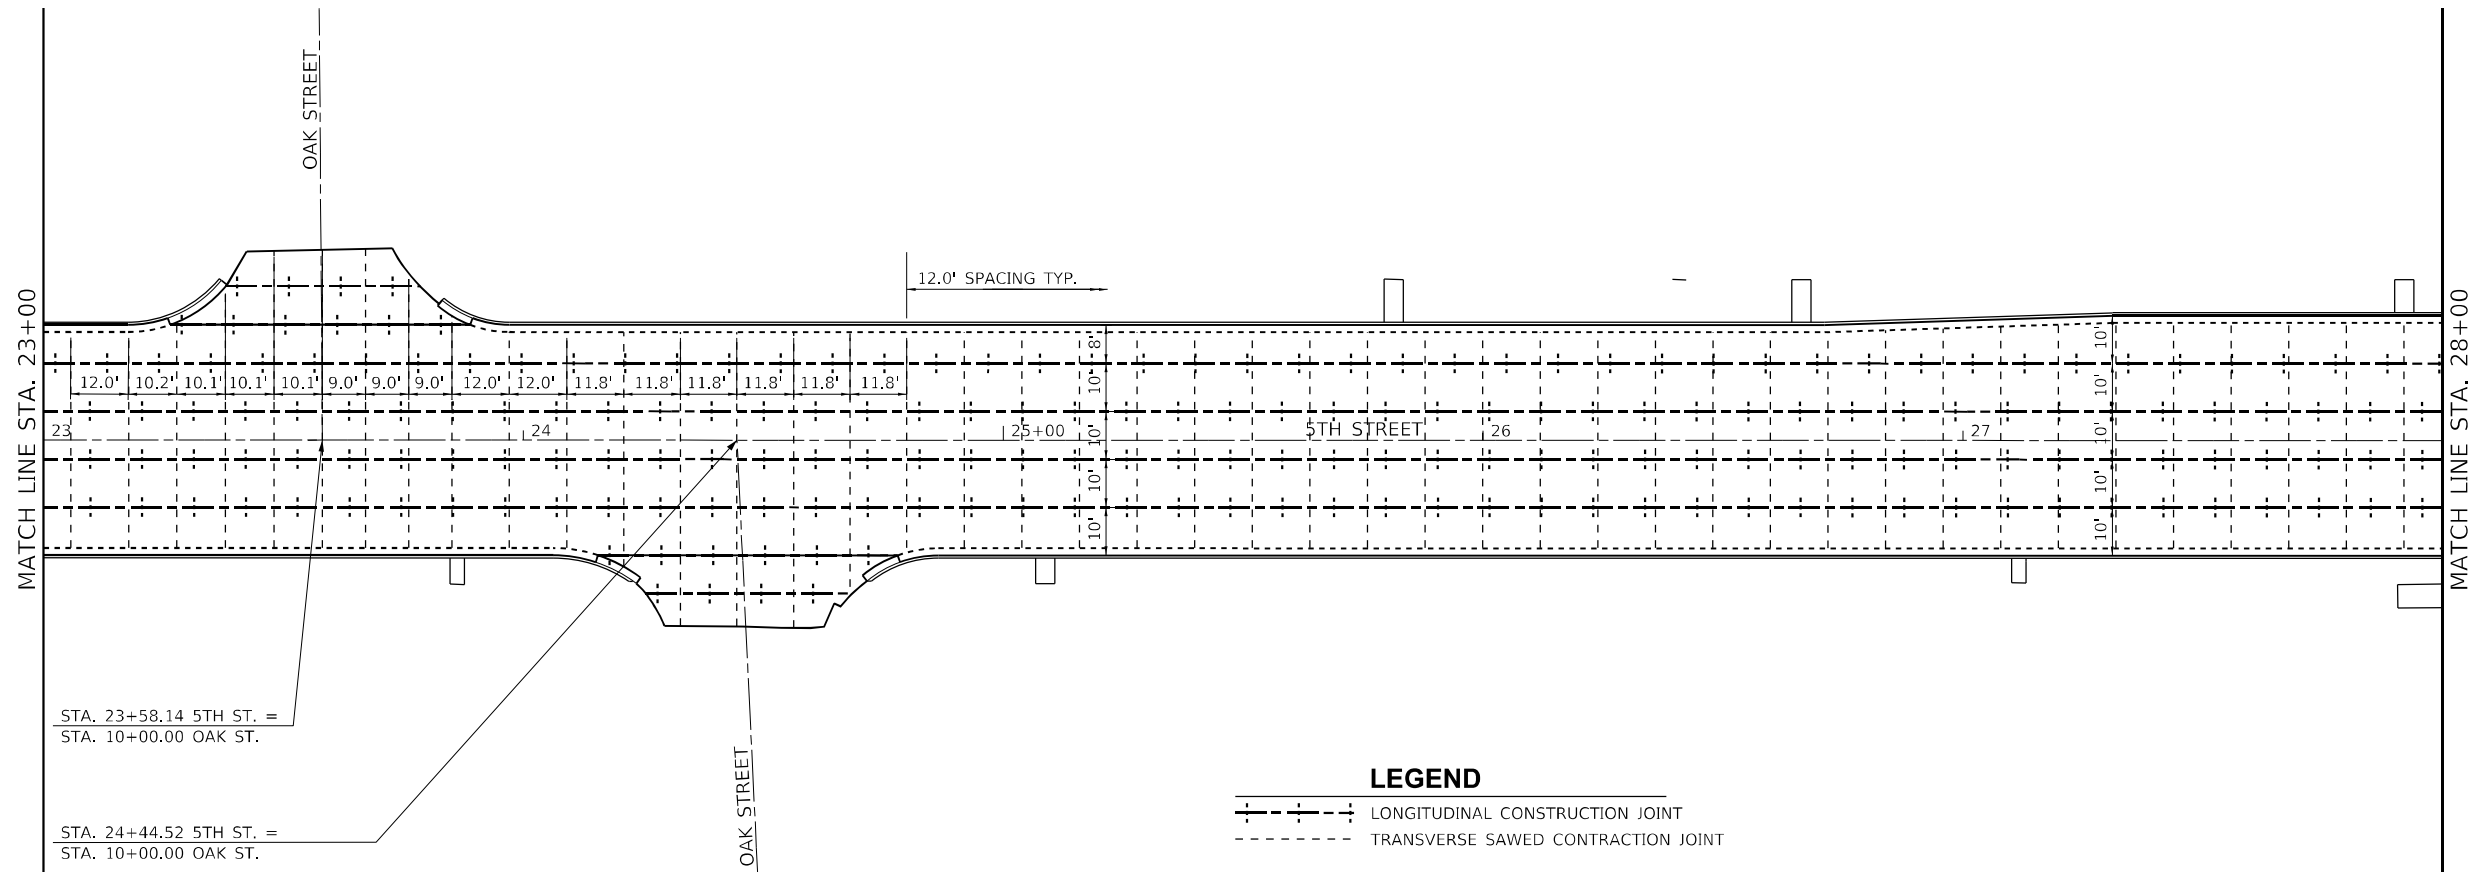 OAK STREET
MATCH LINE STA. 23+00
MATCH LINE STA. 28+00
12.0' SPACING TYP.
8'
10'
10'
10'
10'
10'
10'
10'
10'
10'
12.0' 10.2' 10.1' 10.1' 10.1' 9.0' 9.0' 9.0' 12.0' 12.0' 11.8' 11.8' 11.8' 11.8' 11.8' 11.8'
23 24 25+00 5TH STREET 26 27
STA. 23+58.14 5TH ST. =
STA. 10+00.00 OAK ST.
STA. 24+44.52 5TH ST. =
STA. 10+00.00 OAK ST.
OAK STREET
LEGEND
LONGITUDINAL CONSTRUCTION JOINT
TRANSVERSE SAWED CONTRACTION JOINT